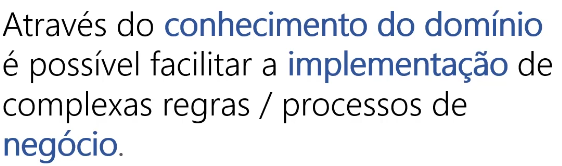 Através do conhecimento do domínio
é possível facilitar a implementação de
complexas regras / processos de
negócio.